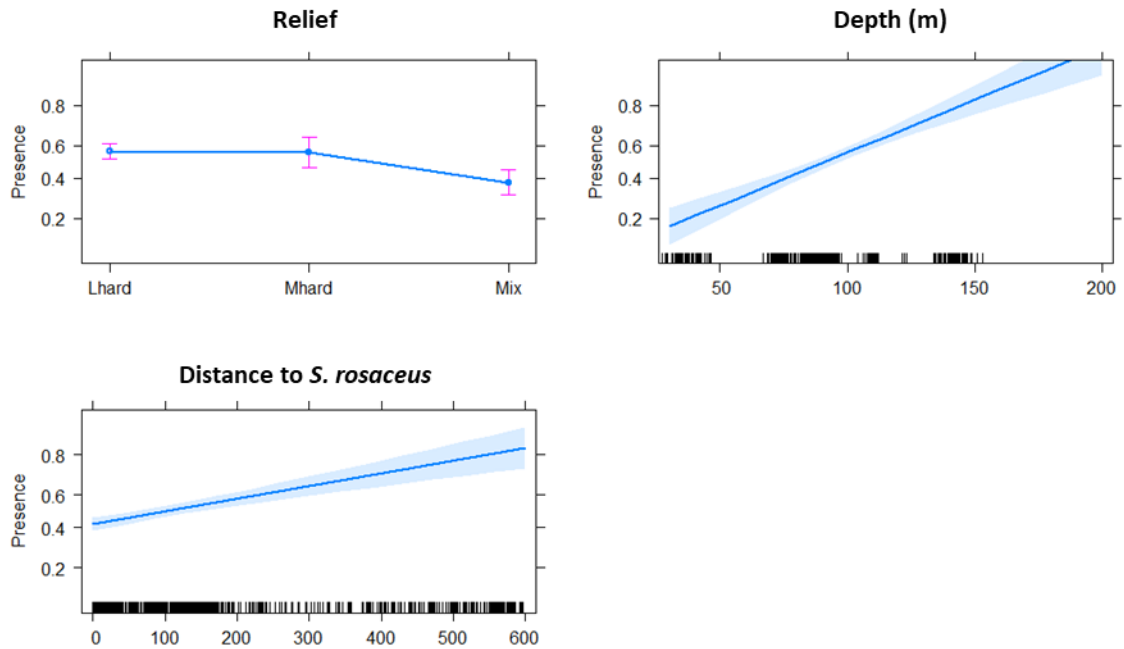 Relief
Presence
0.8
0.6
0.4
0.2
Lhard Mhard Mix
Depth (m)
Presence
0.8
0.6
0.4
0.2
50 100 150 200
Distance to S. rosaceus
Presence
0.8
0.6
0.4
0.2
0 100 200 300 400 500 600